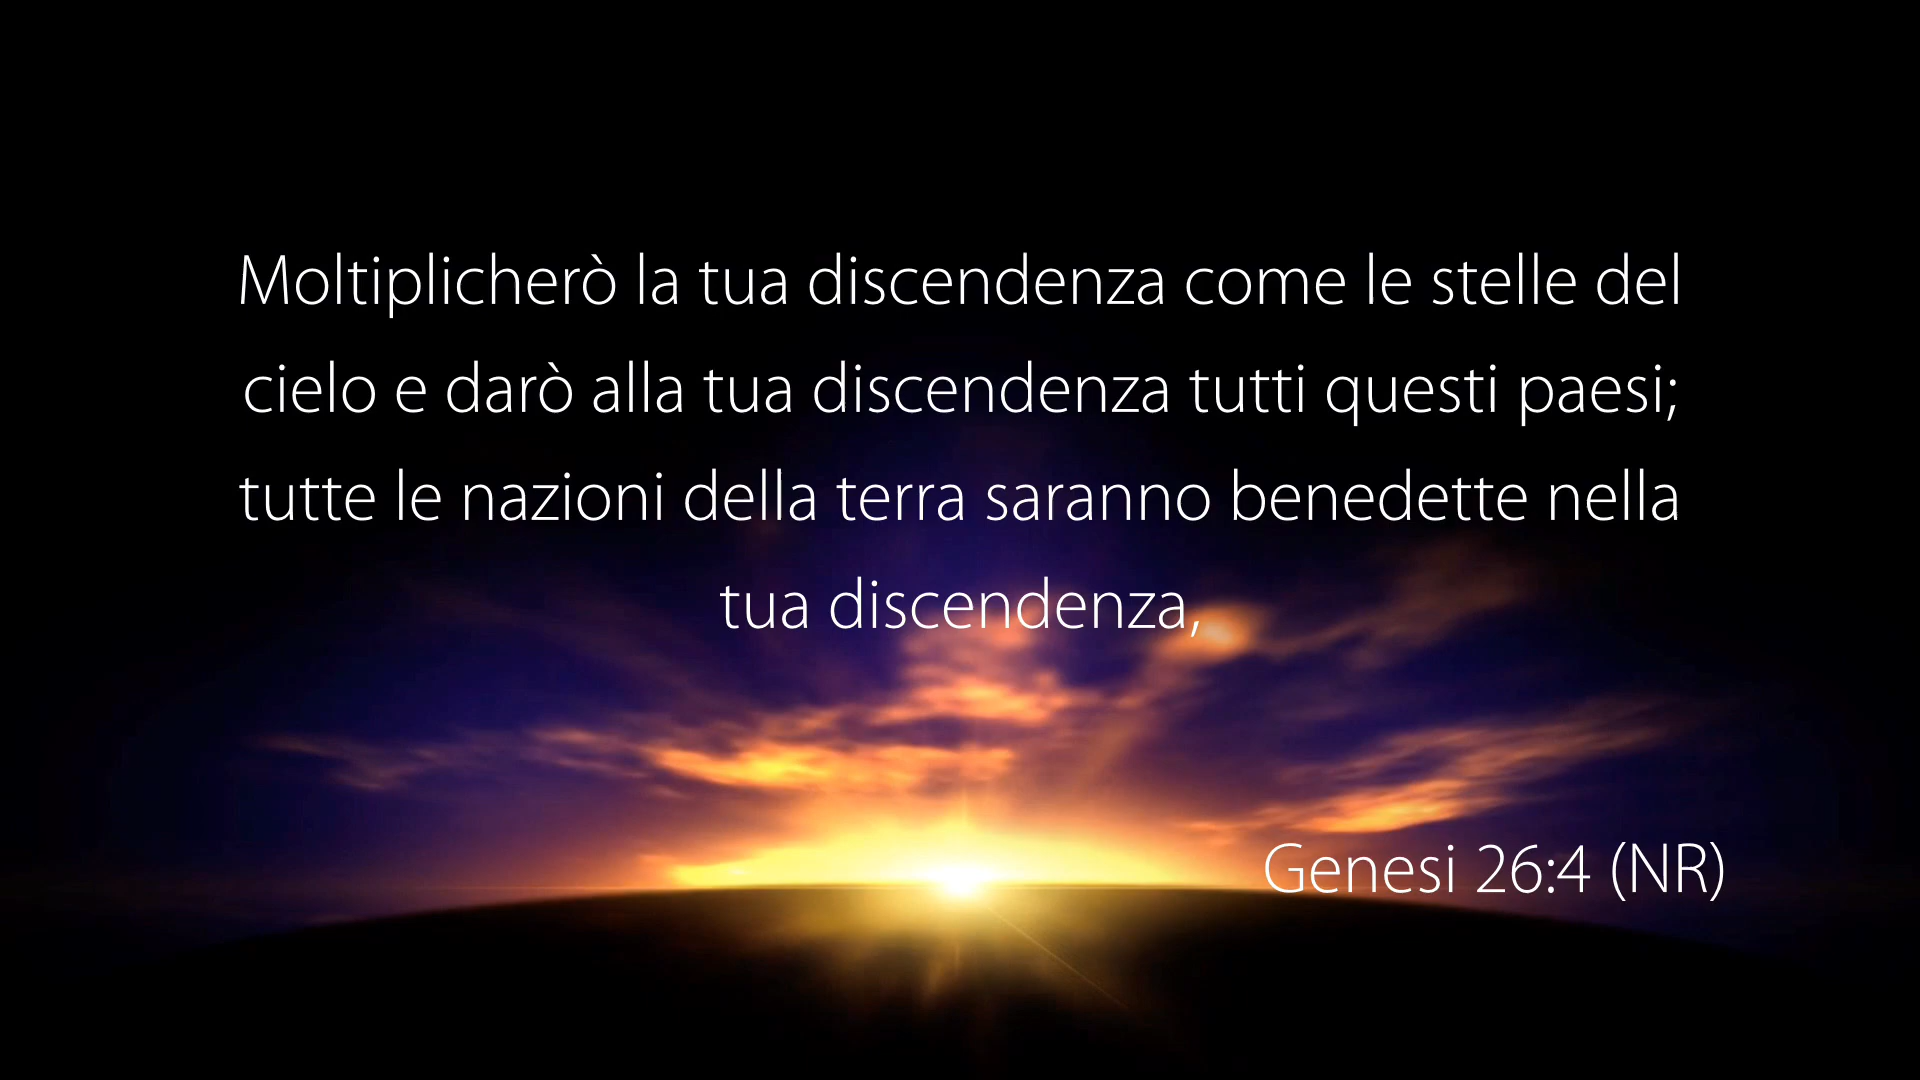 Moltiplicherò la tua discendenza come le stelle del
cielo e darò alla tua discendenza tutti questi paesi;
tutte le nazioni della terra saranno benedette nella
tua discendenza,
Genesi 26:4 (NR)